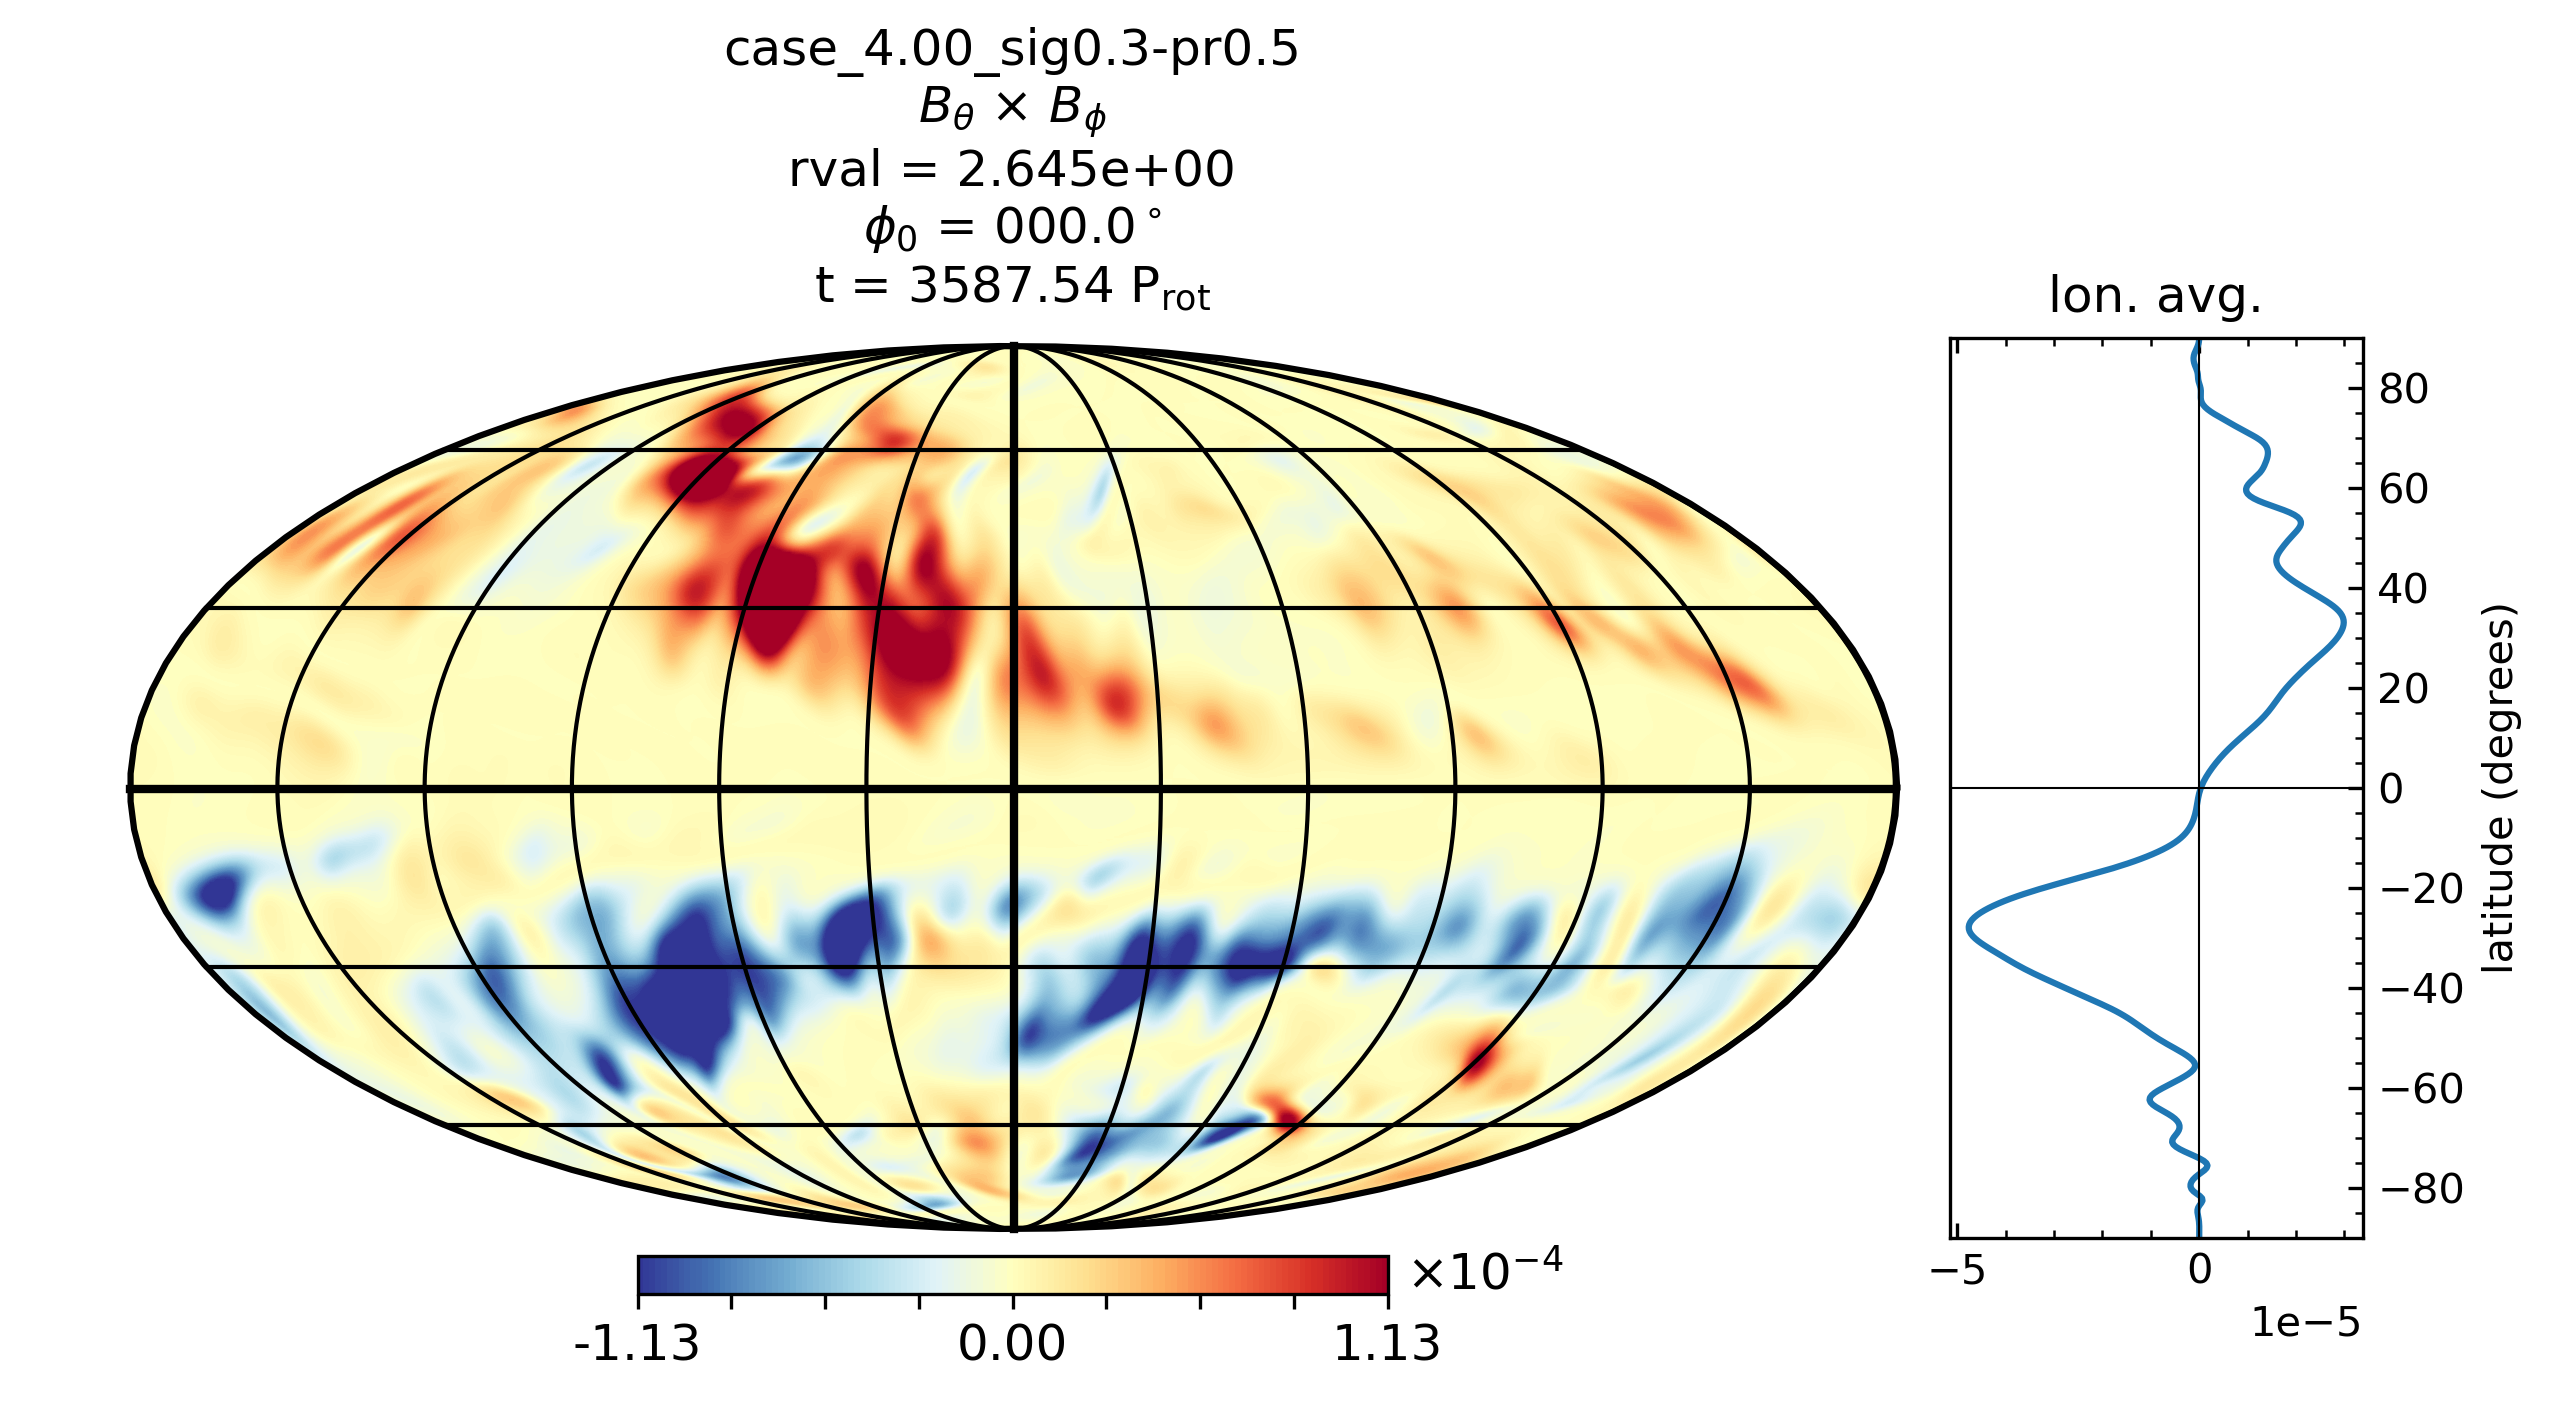 case_4.00_sig0.3-pr0.5
B_θ × B_ϕ
rval = 2.645e+00
ϕ_0 = 000.0°
t = 3587.54 P_rot
lon. avg.
80
60
40
20
0
−20
−40
−60
−80
latitude (degrees)
−5 0
1e−5
×10^−4
-1.13 0.00 1.13